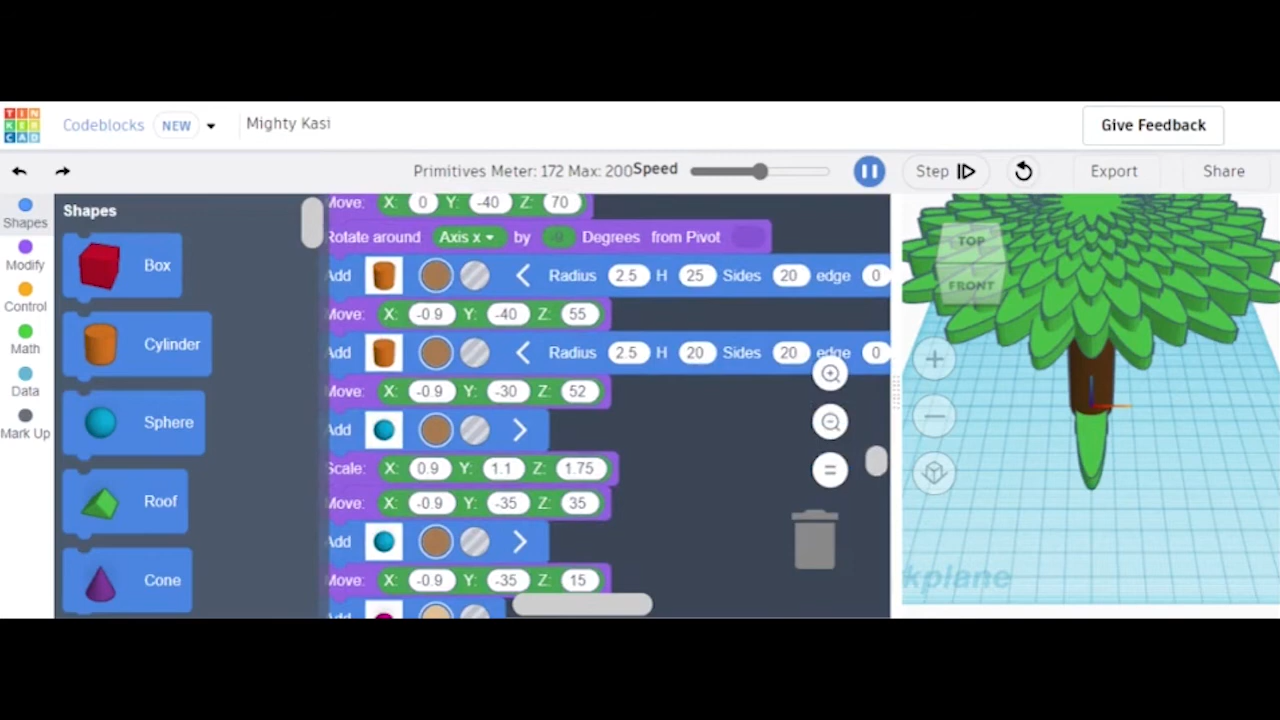 TIN KER CAD
Codeblocks NEW Mighty Kasi Give Feedback
Primitives Meter: 172 Max: 200 Speed Step Export Share
Shapes
Modify
Control
Math
Data
Mark Up
Shapes
Box
Cylinder
Sphere
Roof
Cone
Move: X: 0 Y: -40 Z: 70
Rotate around Axis x by Degrees from Pivot
Add Radius 2.5 H 25 Sides 20 edge 0
Move: X: -0.9 Y: -40 Z: 55
Add Radius 2.5 H 20 Sides 20 edge 0
Move: X: -0.9 Y: -30 Z: 52
Add
Scale: X: 0.9 Y: 1.1 Z: 1.75
Move: X: -0.9 Y: -35 Z: 35
Add
Move: X: -0.9 Y: -35 Z: 15
Add
TOP
FRONT
kplane